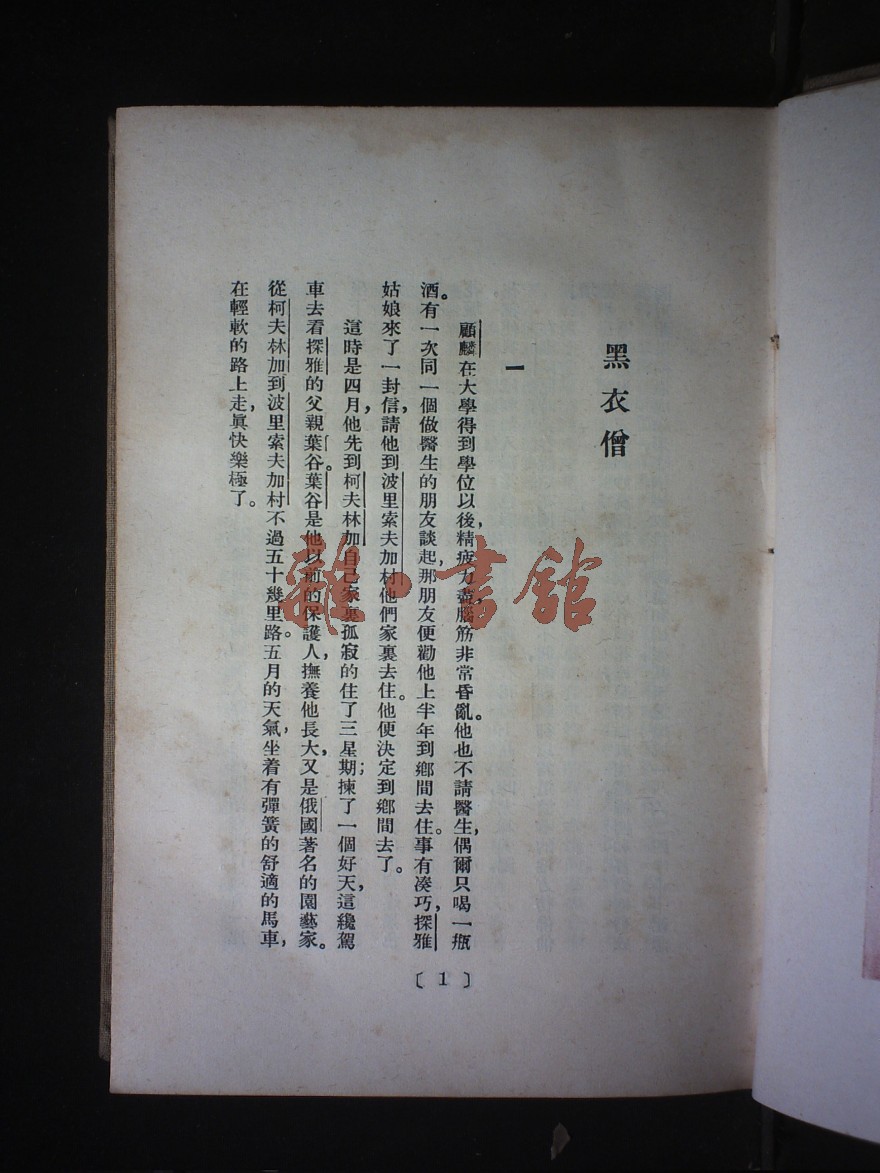 黑衣僧
一
顧麟在大學得到學位以後，精疲力盡腦筋非常昏亂。他也不請醫生，偶爾只喝一瓶
酒。有一次同一個做醫生的朋友談起，那朋友便勸他上半年到鄉間去住。事有湊巧，探雅
姑娘來了一封信，請他到波里索夫加村他們家裏去住。他便決定到鄉間去了。
這時是四月，他先到柯夫林加自己家裏孤寂的住了三星期；揀了一個好天，這纔駕
車去看探雅的父親葉谷。葉谷是他以前的保護人，撫養他長大，又是俄國著名的園藝家。
從柯夫林加到波里索夫加村不過五十幾里路。五月的天氣，坐着有彈簧的舒適的馬車，
在輕軟的路上走，眞快樂極了。
〔1〕
雜·書館